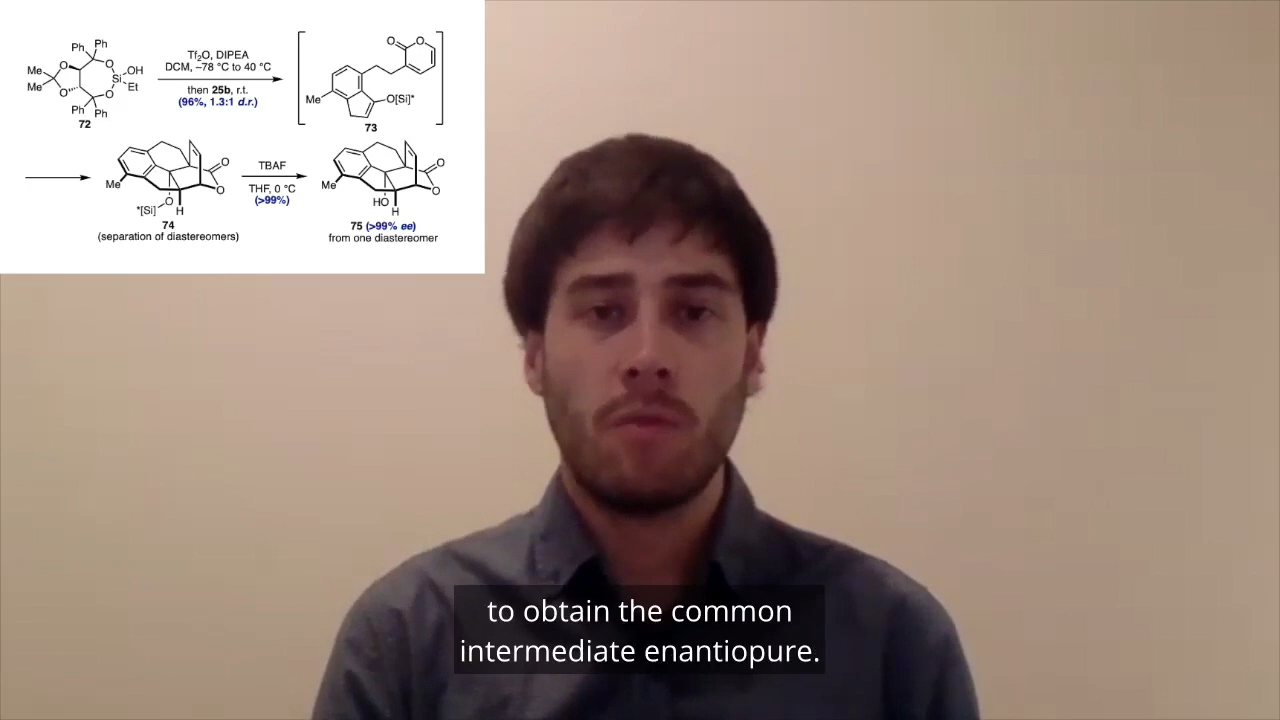 Ph
Ph
Me
Me
O
O
O
O
Si
OH
Et
Ph
Ph
72
Tf₂O, DIPEA
DCM, –78 °C to 40 °C
then 25b, r.t.
(96%, 1.3:1 d.r.)
O
O
Me
O[Si]*
73
Me
*[Si]
O
H
O
O
74
(separation of diastereomers)
TBAF
THF, 0 °C
(>99%)
Me
HO
H
O
O
75 (>99% ee)
from one diastereomer
to obtain the common
intermediate enantiopure.